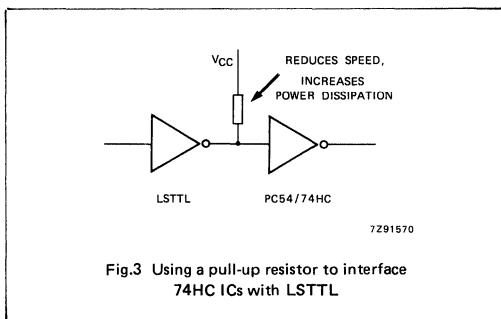 VCC
REDUCES SPEED,
INCREASES
POWER DISSIPATION
LSTTL
PC54/74HC
7Z91570
Fig.3 Using a pull-up resistor to interface
74HC ICs with LSTTL